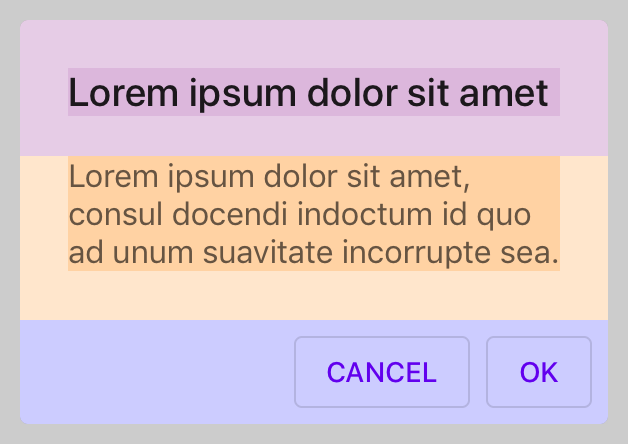 Lorem ipsum dolor sit amet
Lorem ipsum dolor sit amet,
consul docendi indoctum id quo
ad unum suavitate incorrupte sea.
CANCEL OK